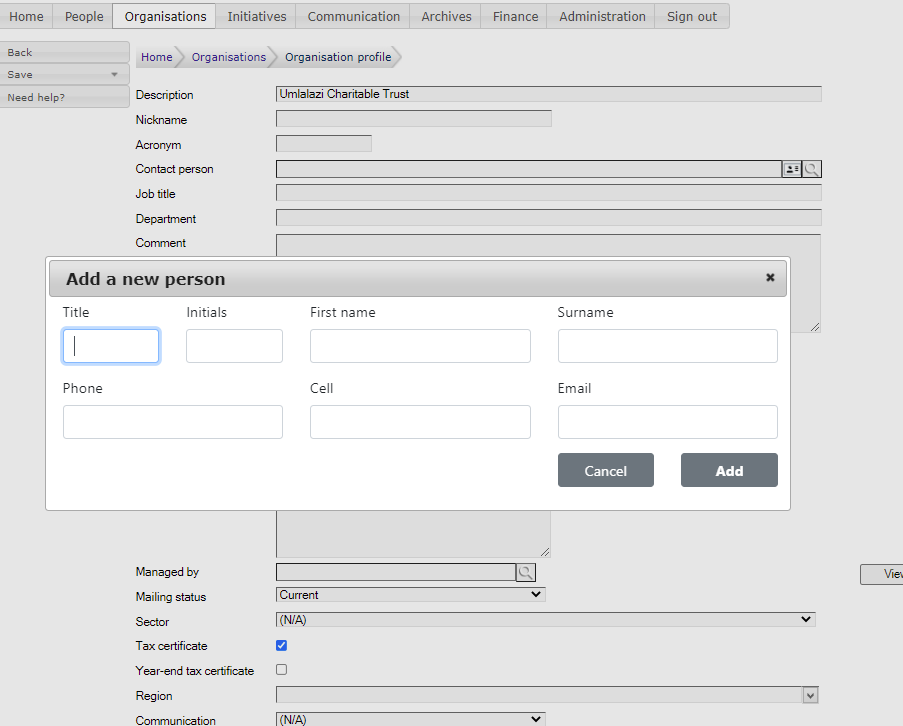 Home People Organisations Initiatives Communication Archives Finance Administration Sign out
Back
Save
Need help?
Home Organisations Organisation profile
Description Umlalazi Charitable Trust
Nickname
Acronym
Contact person
Job title
Department
Comment
Add a new person
Title Initials First name Surname
Phone Cell Email
Cancel Add
Managed by
Mailing status Current
Sector (N/A)
Tax certificate
Year-end tax certificate
Region
Communication (N/A)